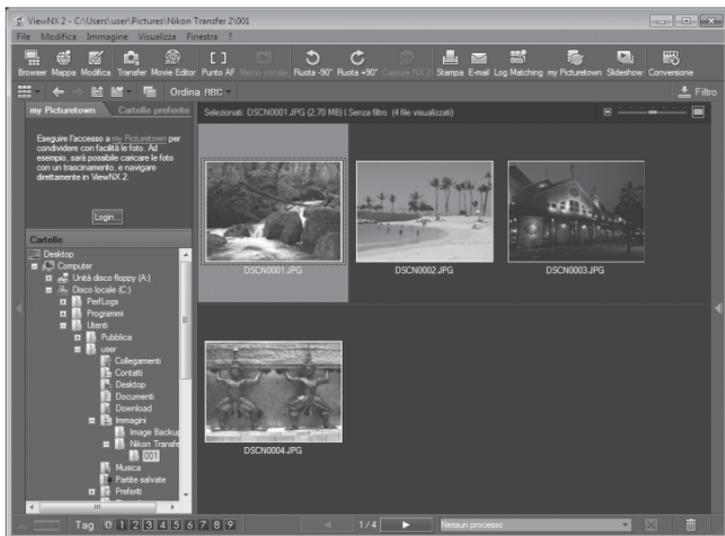 ViewNX 2 - C:\Users\user\Pictures\Nikon Transfer 2\001
File Modifica Immagine Visualizza Finestra ?
Browser Mappa Modifica Transfer Movie Editor Punto AF Memo vocale Ruota -90° Ruota +90° Capture NX 2 Stampa E-mail Log Matching my Picturetown Slideshow Conversione
Ordina ABC Filtro
my Picturetown Cartelle preferite
Selezionati: DSCN0001.JPG (2,70 MB) | Senza filtro (4 file visualizzati)
Eseguire l'accesso a my Picturetown per
condividere con facilità le foto. Ad
esempio, sarà possibile caricare le foto
con un trascinamento, e navigare
direttamente in ViewNX 2.
Login...
Cartelle
Desktop
Computer
Unità disco floppy (A:)
Disco locale (C:)
PerfLogs
Programmi
Utenti
Pubblica
user
Collegamenti
Contatti
Desktop
Documenti
Download
Immagini
Image Backup
Nikon Transfe
001
Musica
Partite salvate
Preferiti
DSCN0001.JPG DSCN0002.JPG DSCN0003.JPG
DSCN0004.JPG
Tag 0 1 2 3 4 5 6 7 8 9 1/4 Nessun processo